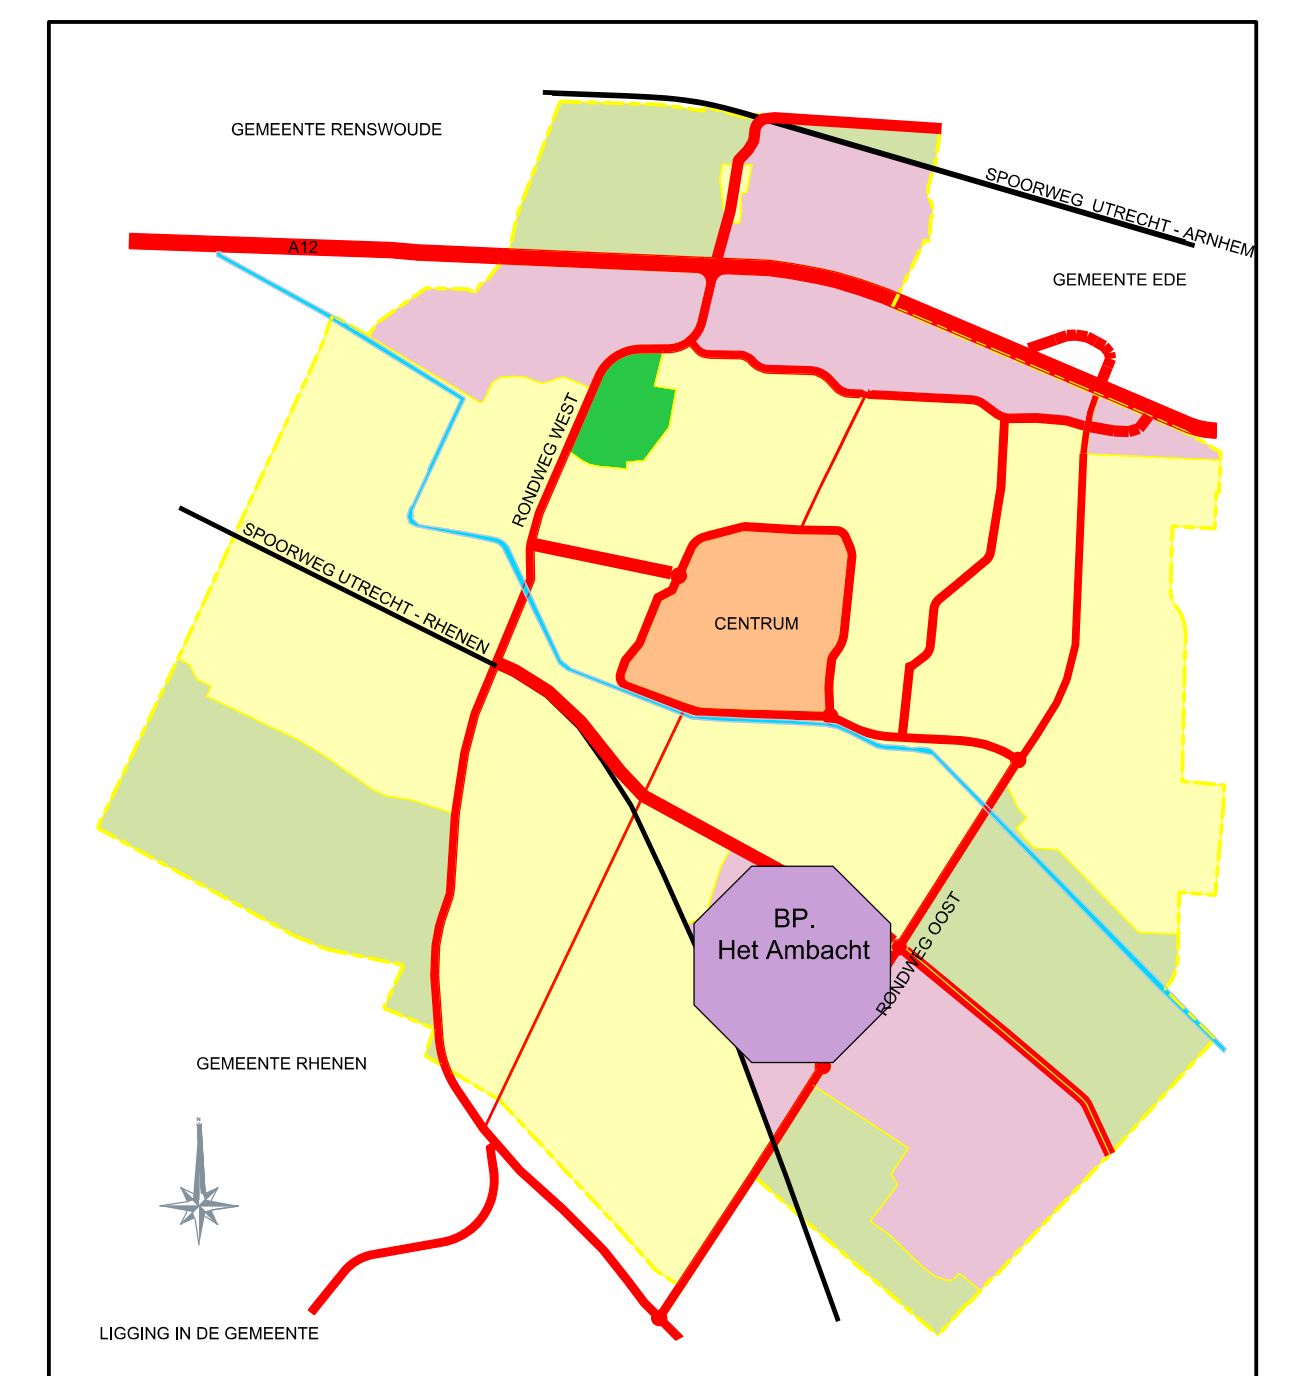 GEMEENTE RENSWOUDE
SPOORWEG UTRECHT - ARNHEM
A12
GEMEENTE EDE
RONDWEG WEST
SPOORWEG UTRECHT - RHENEN
CENTRUM
BP.
Het Ambacht
RONDWEG OOST
GEMEENTE RHENEN
N
LIGGING IN DE GEMEENTE